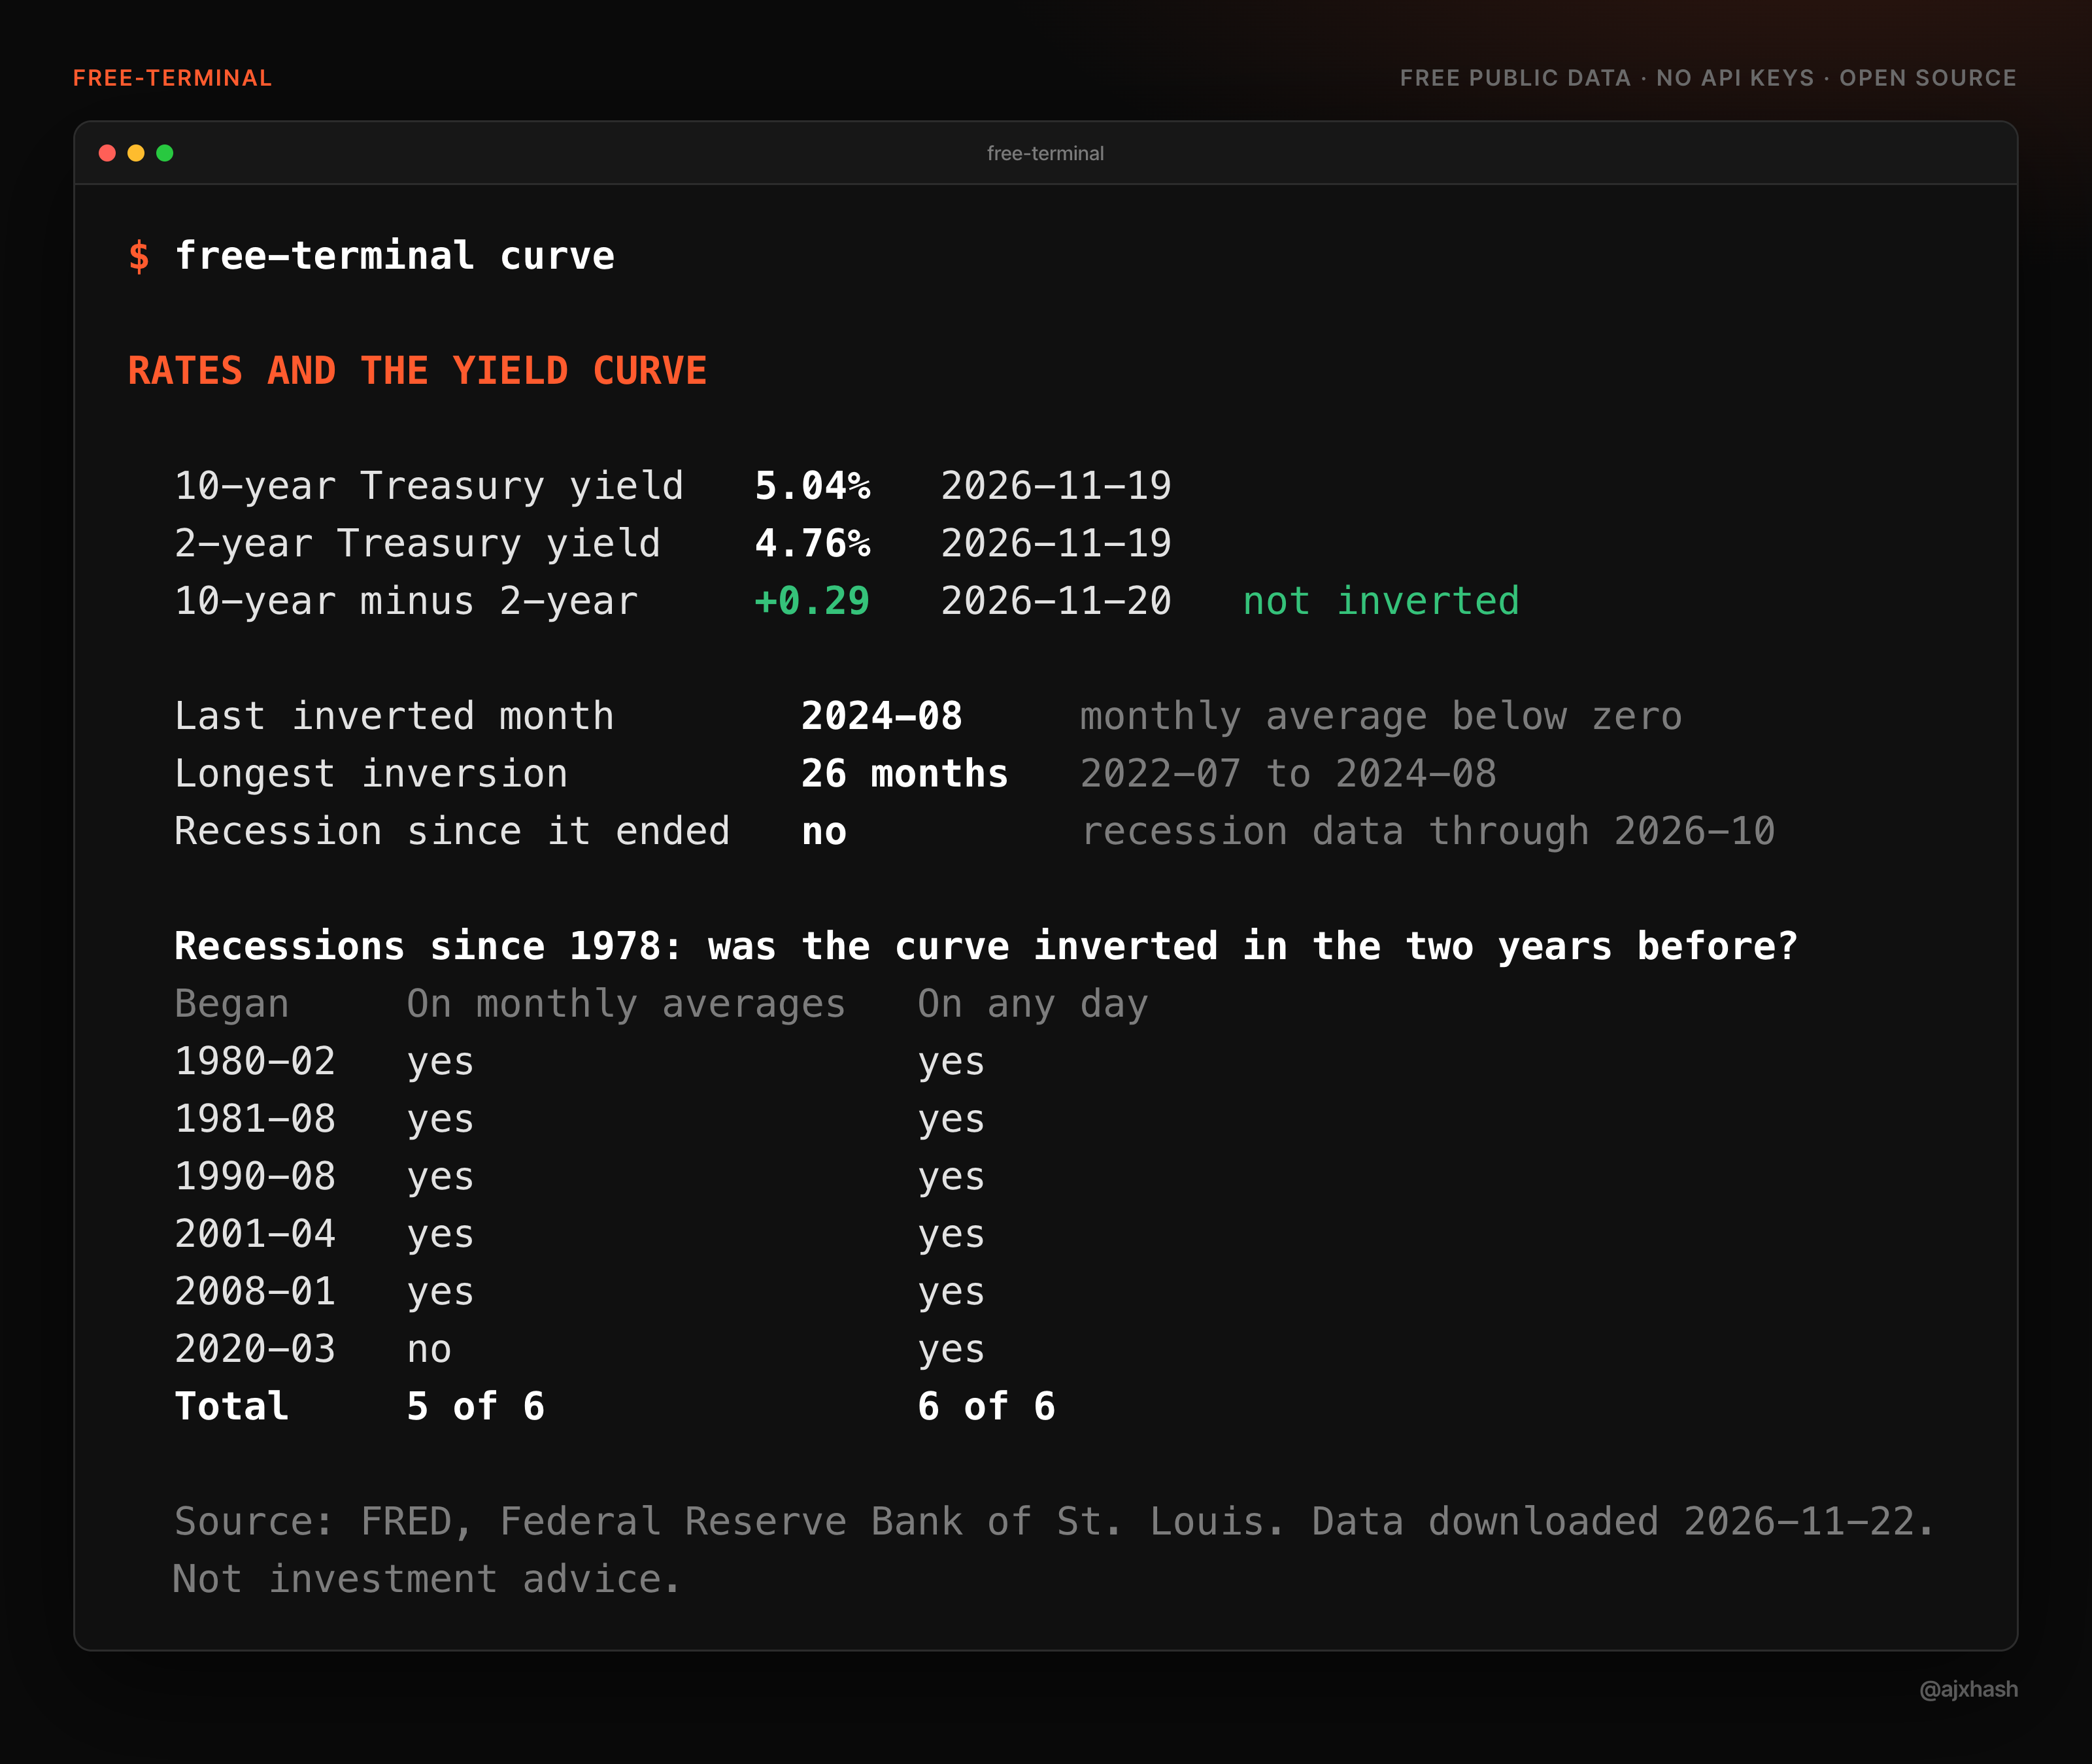 FREE-TERMINAL
FREE PUBLIC DATA · NO API KEYS · OPEN SOURCE
free-terminal
$ free-terminal curve
RATES AND THE YIELD CURVE
10-year Treasury yield 5.04% 2026-11-19
2-year Treasury yield 4.76% 2026-11-19
10-year minus 2-year +0.29 2026-11-20 not inverted
Last inverted month 2024-08 monthly average below zero
Longest inversion 26 months 2022-07 to 2024-08
Recession since it ended no recession data through 2026-10
Recessions since 1978: was the curve inverted in the two years before?
Began On monthly averages On any day
1980-02 yes yes
1981-08 yes yes
1990-08 yes yes
2001-04 yes yes
2008-01 yes yes
2020-03 no yes
Total 5 of 6 6 of 6
Source: FRED, Federal Reserve Bank of St. Louis. Data downloaded 2026-11-22.
Not investment advice.
@ajxhash